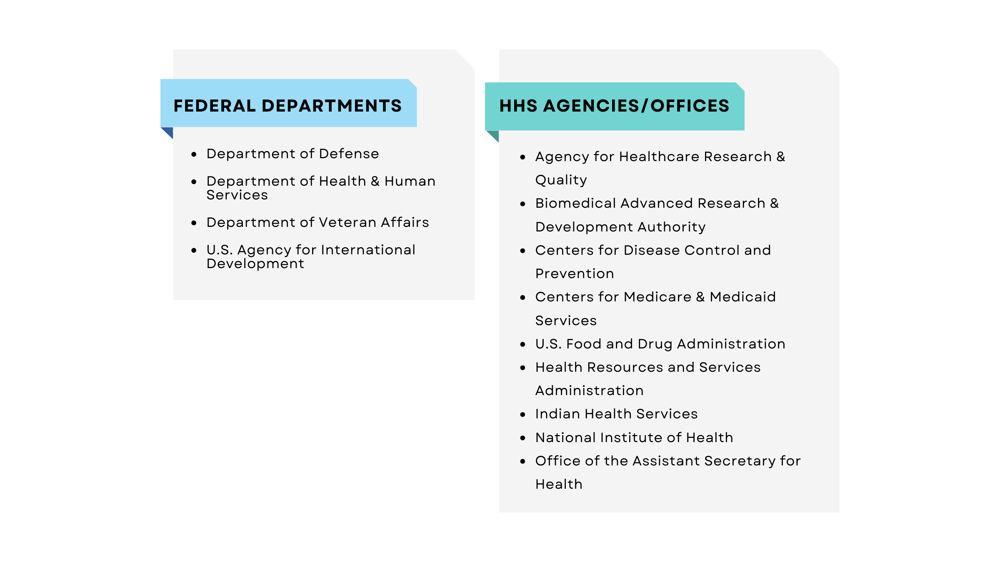 FEDERAL DEPARTMENTS
• Department of Defense
• Department of Health & Human
Services
• Department of Veteran Affairs
• U.S. Agency for International
Development
HHS AGENCIES/OFFICES
• Agency for Healthcare Research &
Quality
• Biomedical Advanced Research &
Development Authority
• Centers for Disease Control and
Prevention
• Centers for Medicare & Medicaid
Services
• U.S. Food and Drug Administration
• Health Resources and Services
Administration
• Indian Health Services
• National Institute of Health
• Office of the Assistant Secretary for
Health